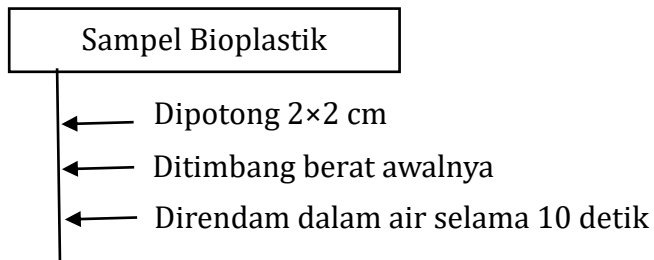 Sampel Bioplastik
Dipotong 2×2 cm
Ditimbang berat awalnya
Direndam dalam air selama 10 detik